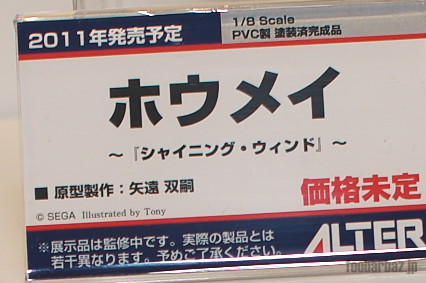 2011年発売予定
1/8 Scale
PVC製 塗装済完成品
ホウメイ
～『シャイニング・ウィンド』～
■ 原型製作：矢遠 双嗣
価格未定
© SEGA Illustrated by Tony
※展示品は監修中です。実際の製品とは
若干異なります。予めご了承ください。
ALTER
foobarbaz.jp